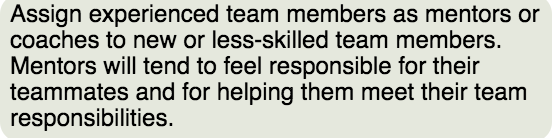 Assign experienced team members as mentors or
coaches to new or less-skilled team members.
Mentors will tend to feel responsible for their
teammates and for helping them meet their team
responsibilities.